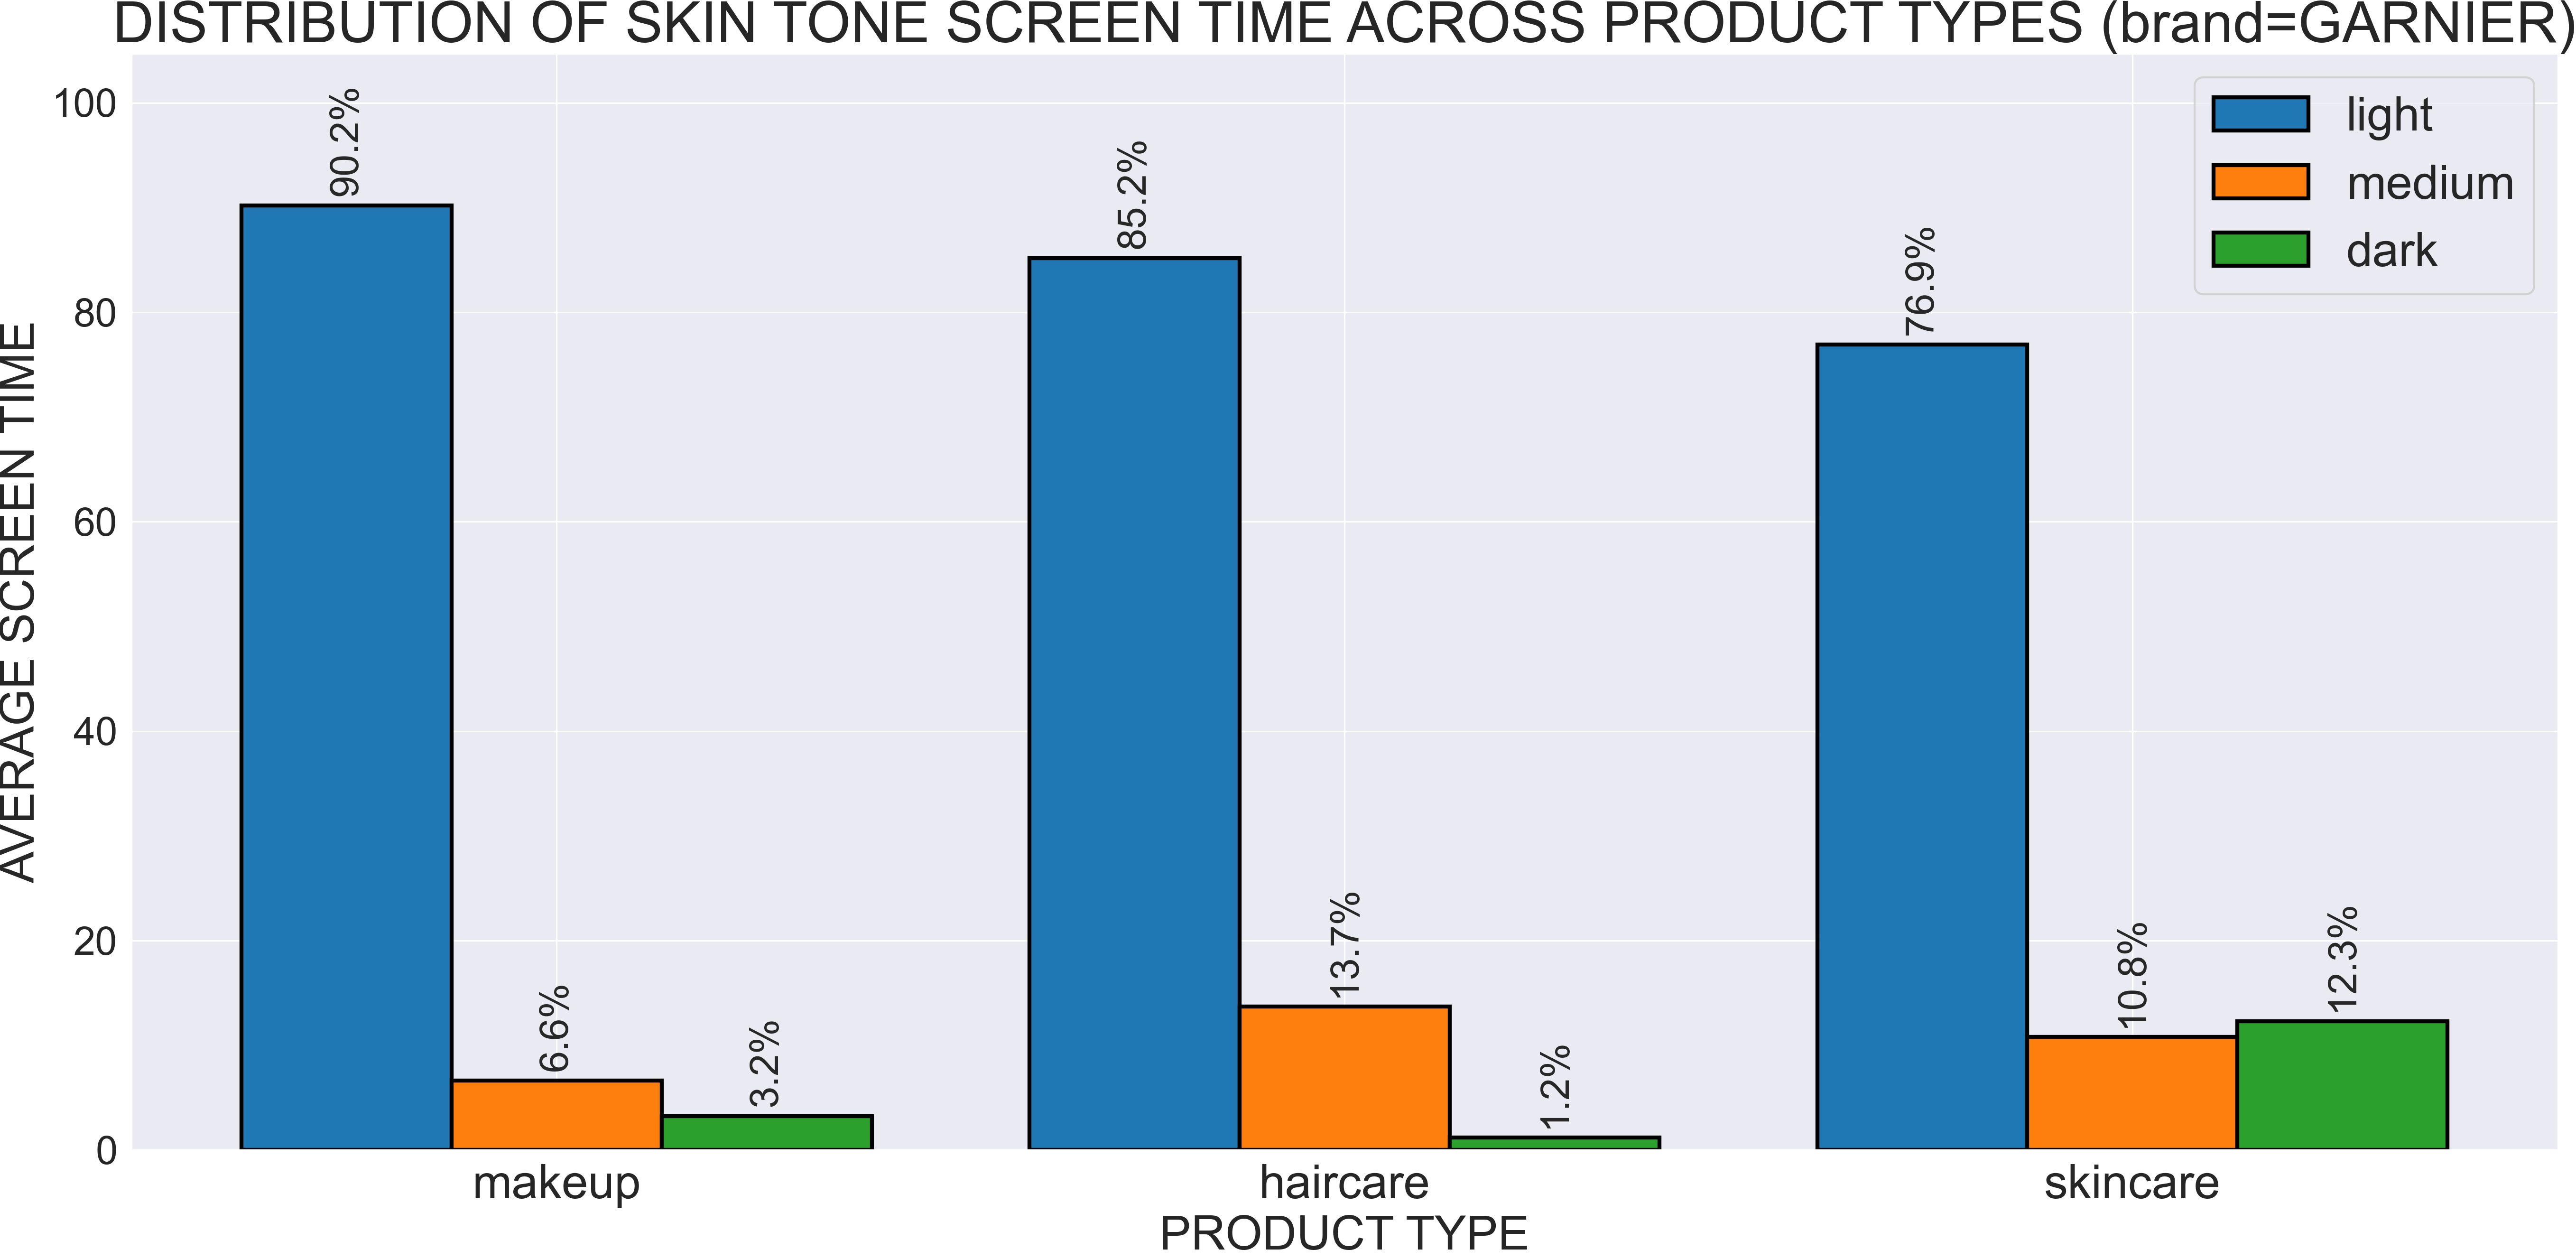 DISTRIBUTION OF SKIN TONE SCREEN TIME ACROSS PRODUCT TYPES (brand=GARNIER)
AVERAGE SCREEN TIME
100
80
60
40
20
0
90.2%
6.6%
3.2%
85.2%
13.7%
1.2%
76.9%
10.8%
12.3%
light
medium
dark
makeup
haircare
skincare
PRODUCT TYPE